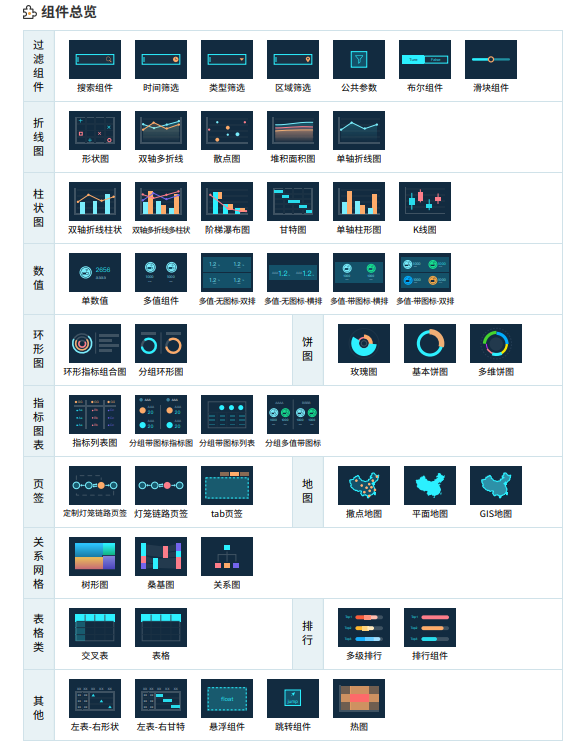 组件总览
过滤组件
搜索组件 时间筛选 类型筛选 区域筛选 公共参数 布尔组件 滑块组件
折线图
形状图 双轴多折线 散点图 堆积面积图 单轴折线图
柱状图
双轴折线柱状 双轴多折线多柱状 阶梯瀑布图 甘特图 单轴柱形图 K线图
数值
2656
单数值 多值组件 多值-无图标-双排 多值-无图标-横排 多值-带图标-横排 多值-带图标-双排
环形图
环形指标组合图 分组环形图
饼图
玫瑰图 基本饼图 多维饼图
指标图表
指标列表图 分组带图标指标图 分组带图标列表 分组多值带图标
页签
定制灯笼链路页签 灯笼链路页签 tab页签
地图
撒点地图 平面地图 GIS地图
关系网格
树形图 桑基图 关系图
表格类
交叉表 表格
排行
多级排行 排行组件
其他
float
jump
左表-右形状 左表-右甘特 悬浮组件 跳转组件 热图